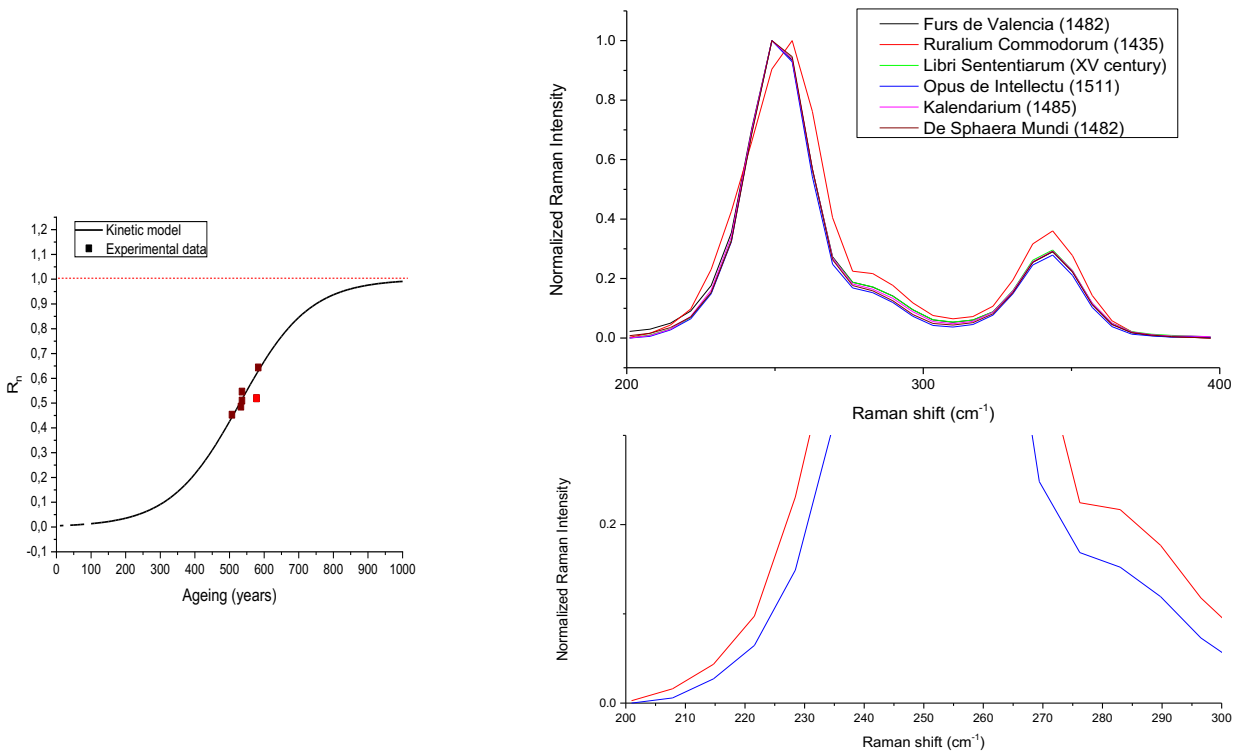 1,2
1,1
1,0
0,9
0,8
0,7
0,6
0,5
0,4
0,3
0,2
0,1
0,0
-0,1
Rn
Kinetic model
Experimental data
0 100 200 300 400 500 600 700 800 900 1000
Ageing (years)
Normalized Raman Intensity
1.0
0.8
0.6
0.4
0.2
0.0
Furs de Valencia (1482)
Ruralium Commodorum (1435)
Libri Sententiarum (XV century)
Opus de Intellectu (1511)
Kalendarium (1485)
De Sphaera Mundi (1482)
200 300 400
Raman shift (cm-1)
Normalized Raman Intensity
0.2
0.0
200 210 220 230 240 250 260 270 280 290 300
Raman shift (cm-1)